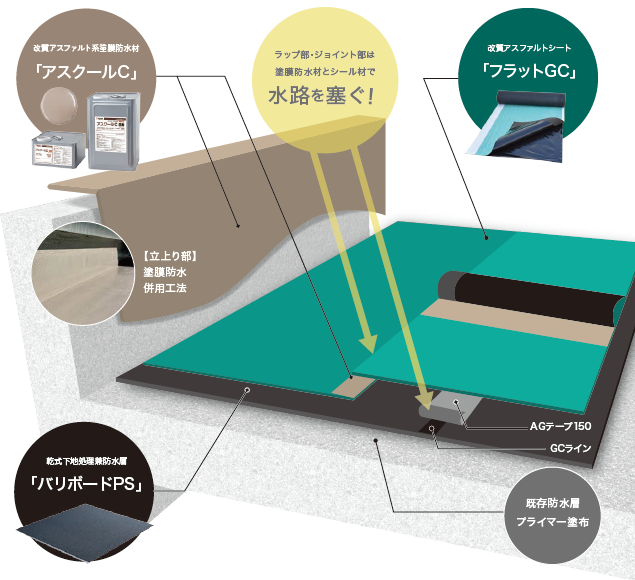 改質アスファルト系塗膜防水材
「アスクールC」
ラップ部・ジョイント部は
塗膜防水材とシール材で
水路を塞ぐ!
改質アスファルトシート
「フラットGC」
【立上り部】
塗膜防水
併用工法
AGテープ150
GCライン
乾式下地処理兼防水層
「バリボードPS」
既存防水層
プライマー塗布